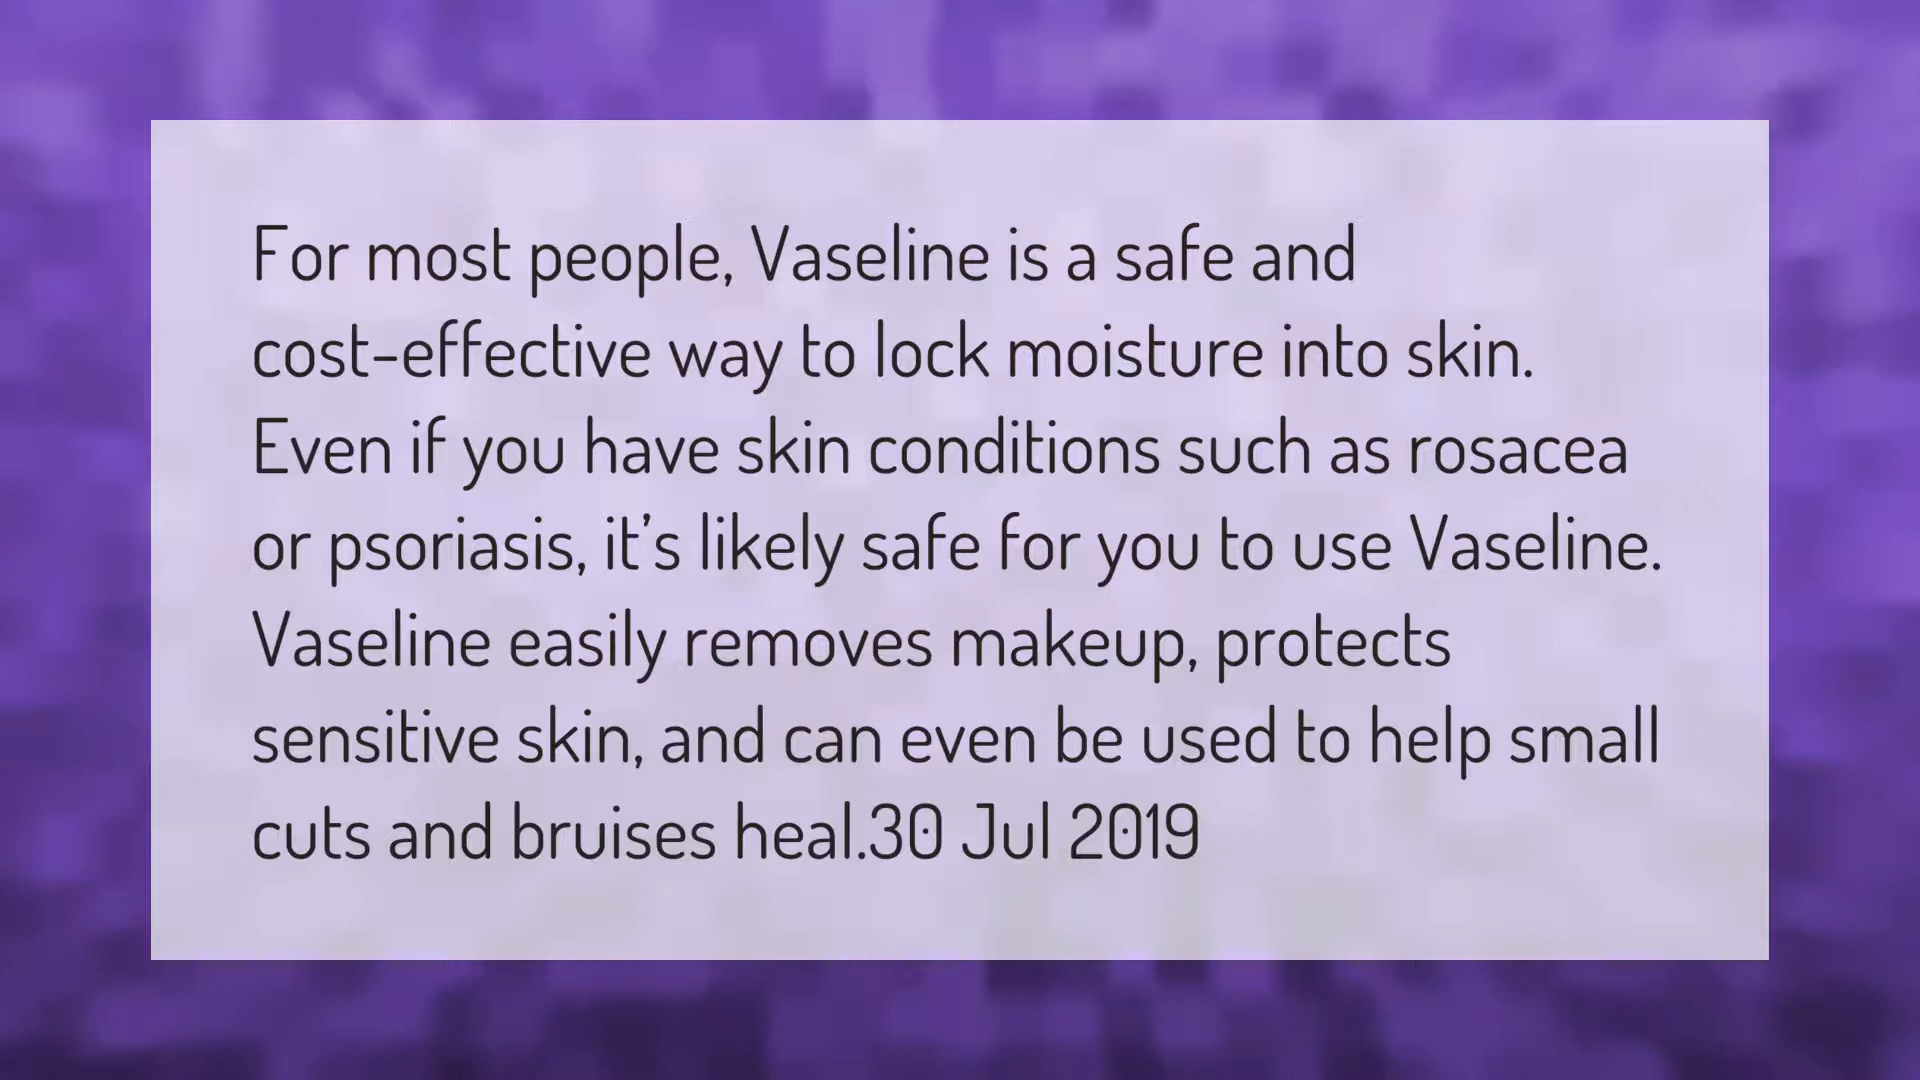 For most people, Vaseline is a safe and
cost-effective way to lock moisture into skin.
Even if you have skin conditions such as rosacea
or psoriasis, it’s likely safe for you to use Vaseline.
Vaseline easily removes makeup, protects
sensitive skin, and can even be used to help small
cuts and bruises heal.30 Jul 2019